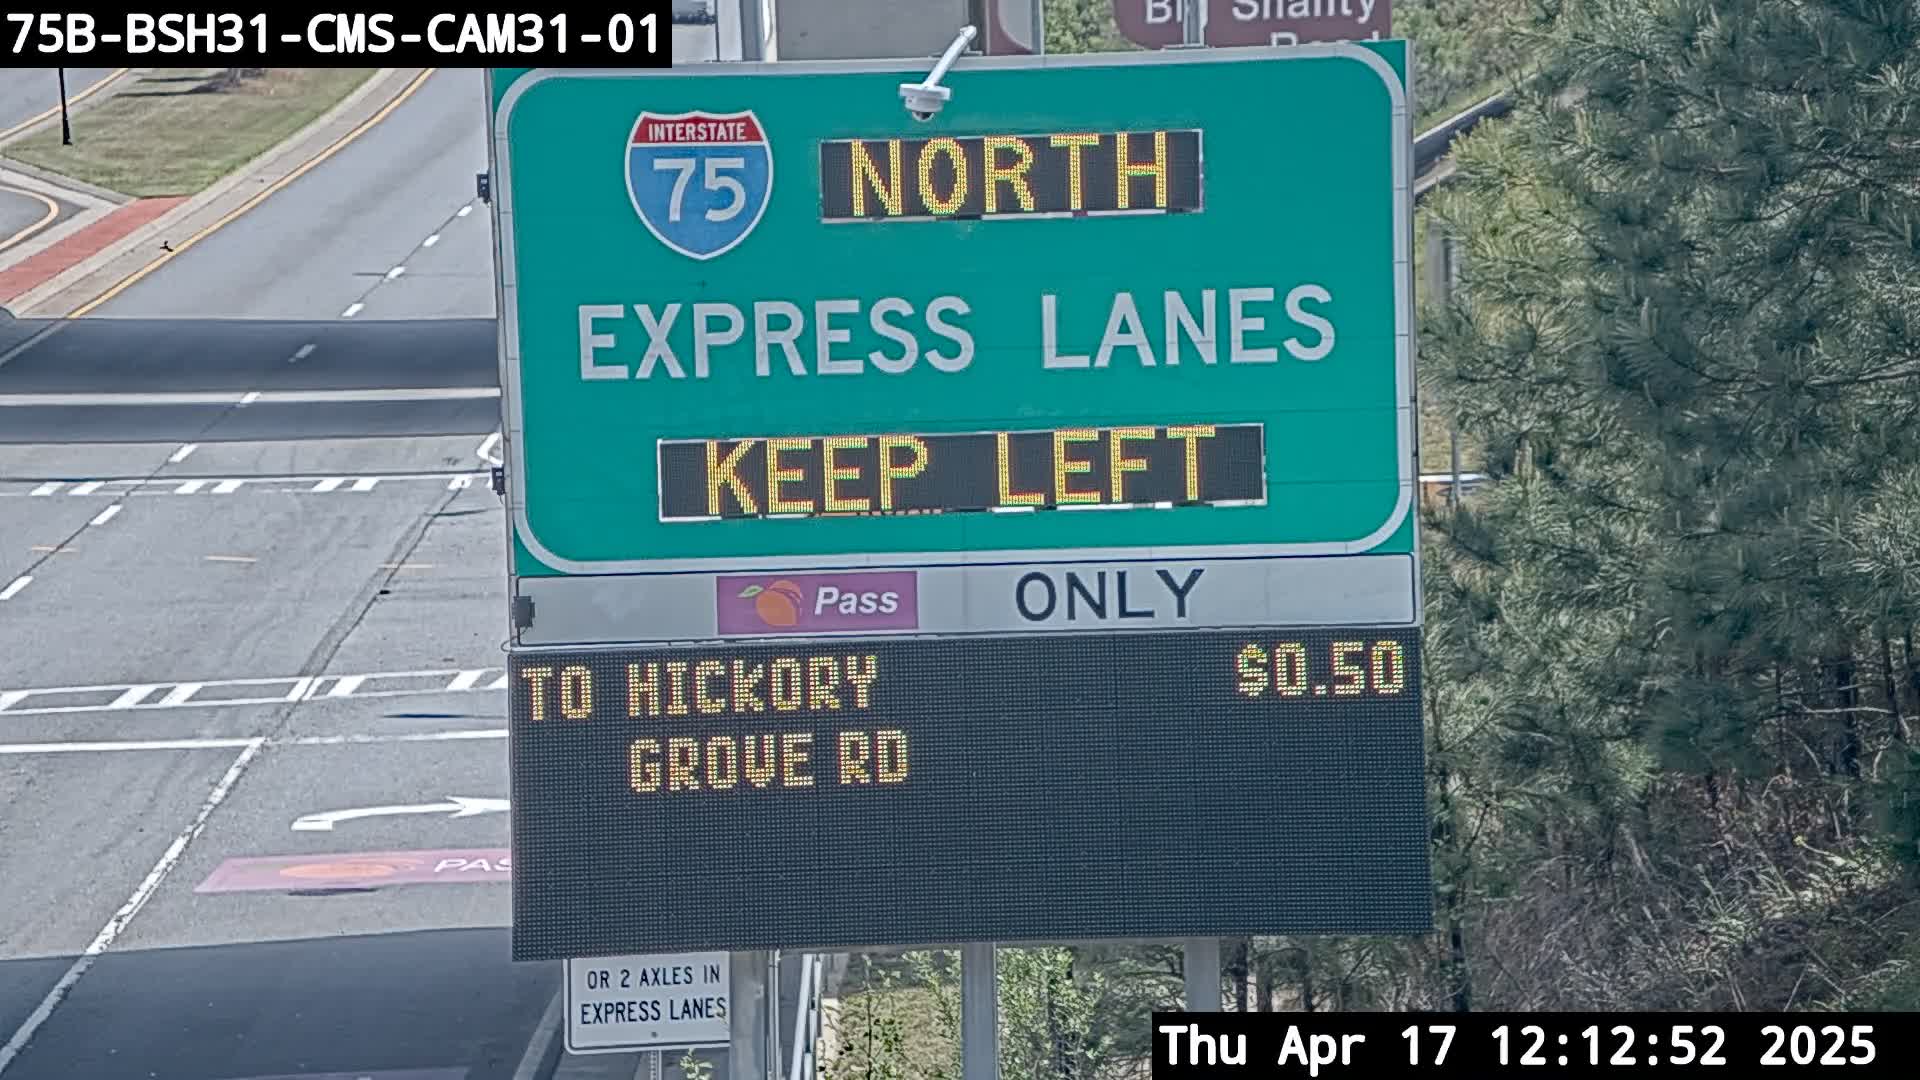 75B-BSH31-CMS-CAM31-01
Shanty
INTERSTATE
75
NORTH
EXPRESS LANES
KEEP LEFT
Pass ONLY
TO HICKORY $0.50
GROVE RD
OR 2 AXLES IN
EXPRESS LANES
Thu Apr 17 12:12:52 2025